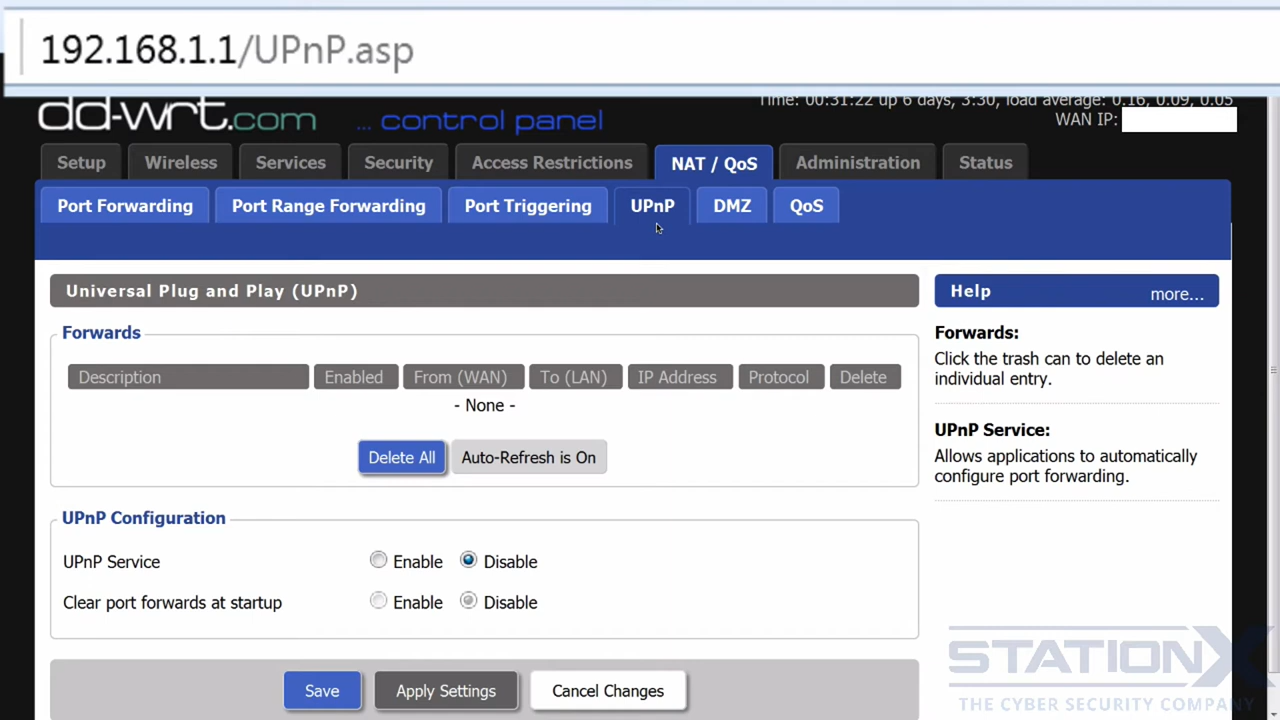 192.168.1.1/UPnP.asp
dd-wrt.com ... control panel
Time: 00:31:22 up 6 days, 3:30, load average: 0.16, 0.09, 0.05
WAN IP:
Setup Wireless Services Security Access Restrictions NAT / QoS Administration Status
Port Forwarding Port Range Forwarding Port Triggering UPnP DMZ QoS
Universal Plug and Play (UPnP)
Forwards
Description Enabled From (WAN) To (LAN) IP Address Protocol Delete
- None -
Delete All Auto-Refresh is On
UPnP Configuration
UPnP Service Enable Disable
Clear port forwards at startup Enable Disable
Save Apply Settings Cancel Changes
Help more...
Forwards:
Click the trash can to delete an
individual entry.
UPnP Service:
Allows applications to automatically
configure port forwarding.
STATIONX
THE CYBER SECURITY COMPANY